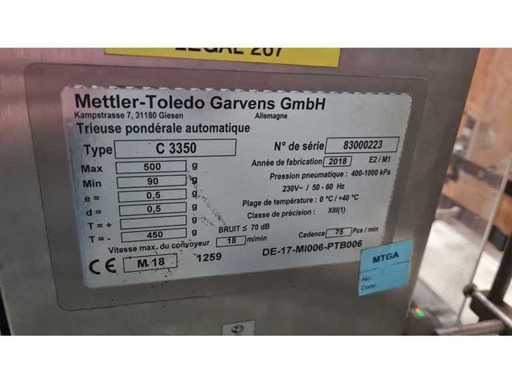 LEGAL 267
Mettler-Toledo Garvens GmbH
Kampstrasse 7, 31180 Giesen Allemagne
Trieuse pondérale automatique
Type C 3350 N° de série : 83000223
Max 500 g Année de fabrication : 2018 E2 / M1
Min 90 g Pression pneumatique : 400-1000 kPa
e = 0,5 g 230V~ / 50 - 60 Hz
d = 0,5 g Plage de température : 0 °C / +40 °C
T = + g Classe de précision : XIII(1)
T = - 450 g BRUIT ≤ 70 dB Cadence : 75 Pcs / min
Vitesse max. du convoyeur 18 m/min
CE M 18 1259 DE-17-MI006-PTB006
MTGA